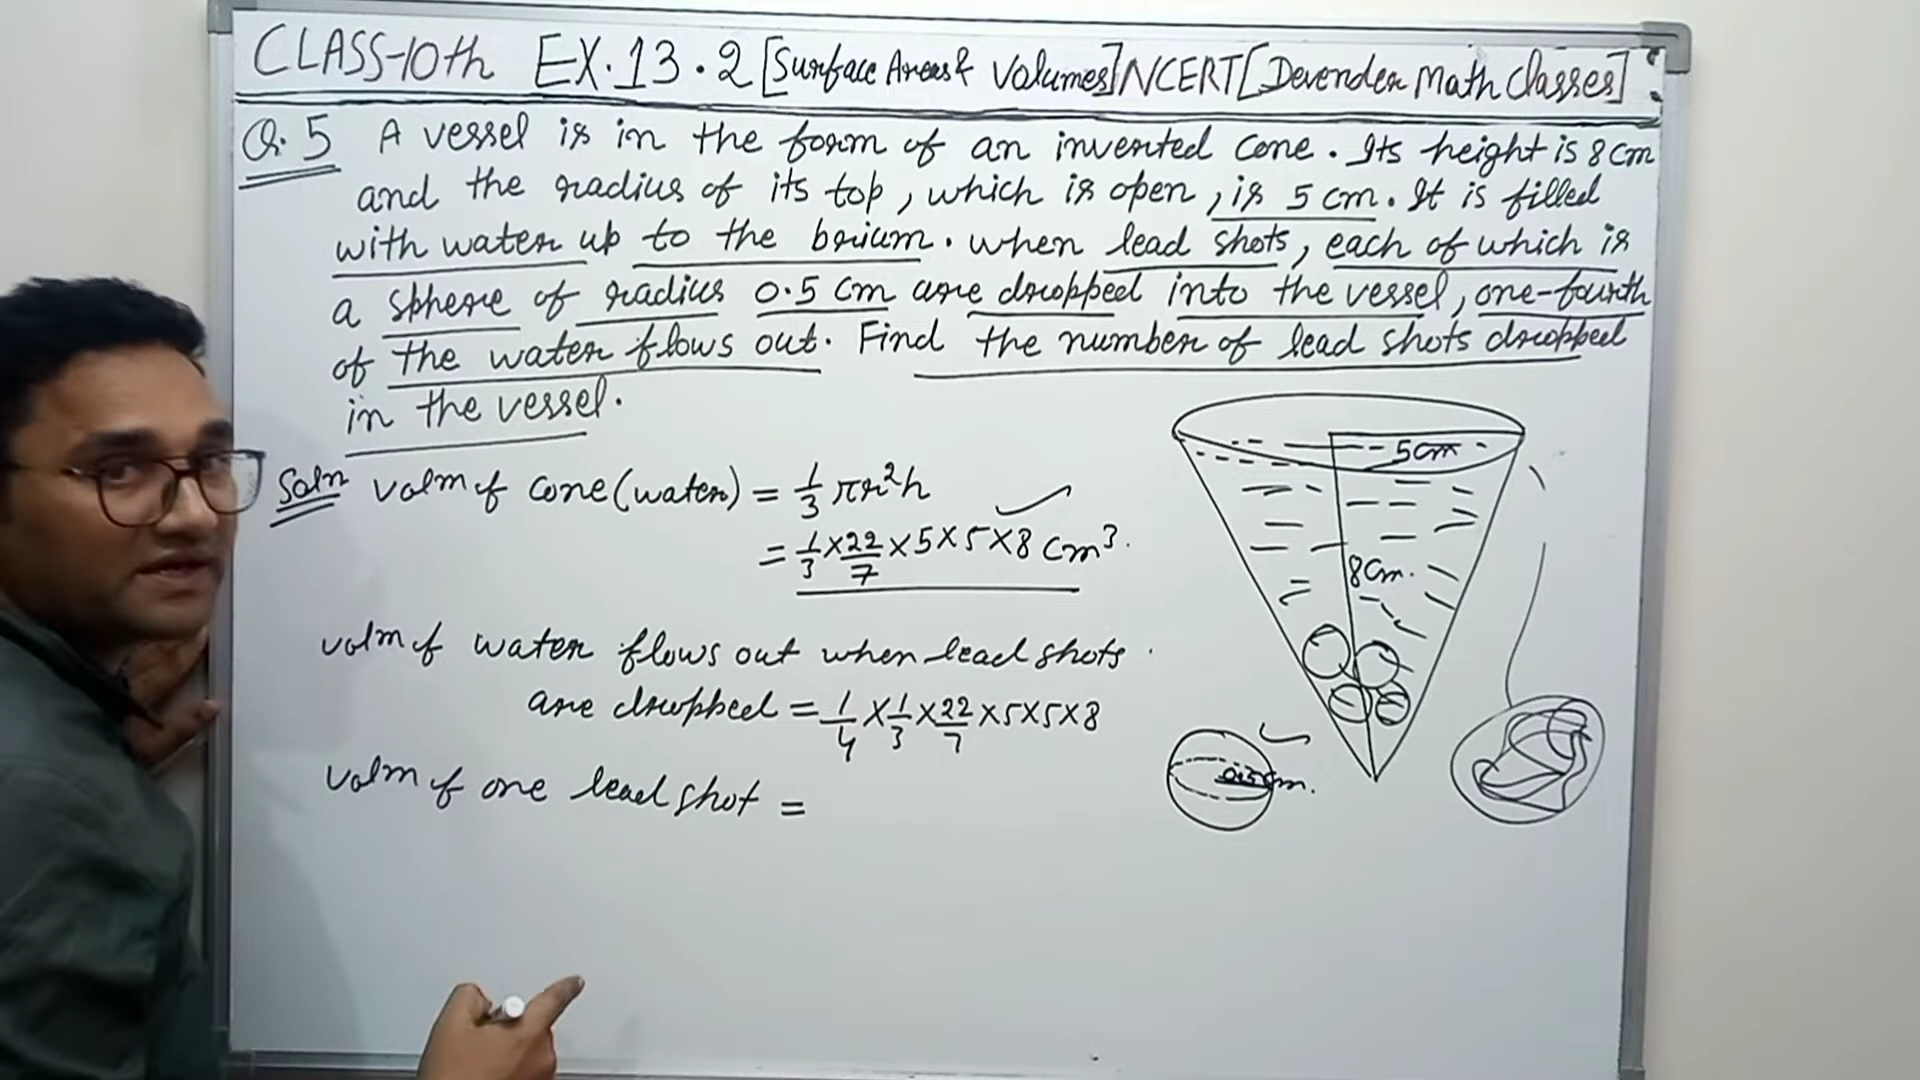 CLASS-10th EX.13.2 [Surface Areas & Volumes] NCERT [Devender Math Classes]
Q.5 A vessel is in the form of an inverted cone. Its height is 8 cm
and the radius of its top, which is open, is 5 cm. It is filled
with water up to the brium. when lead shots, each of which is
a sphere of radius 0.5 cm are dropped into the vessel, one-fourth
of the water flows out. Find the number of lead shots dropped
in the vessel.
Soln volm of cone (water) = 1/3 πr²h
= 1/3 × 22/7 × 5 × 5 × 8 cm³.
volm of water flows out when lead shots
are dropped = 1/4 × 1/3 × 22/7 × 5 × 5 × 8
volm of one lead shot =
5cm
8cm.
0.5cm.